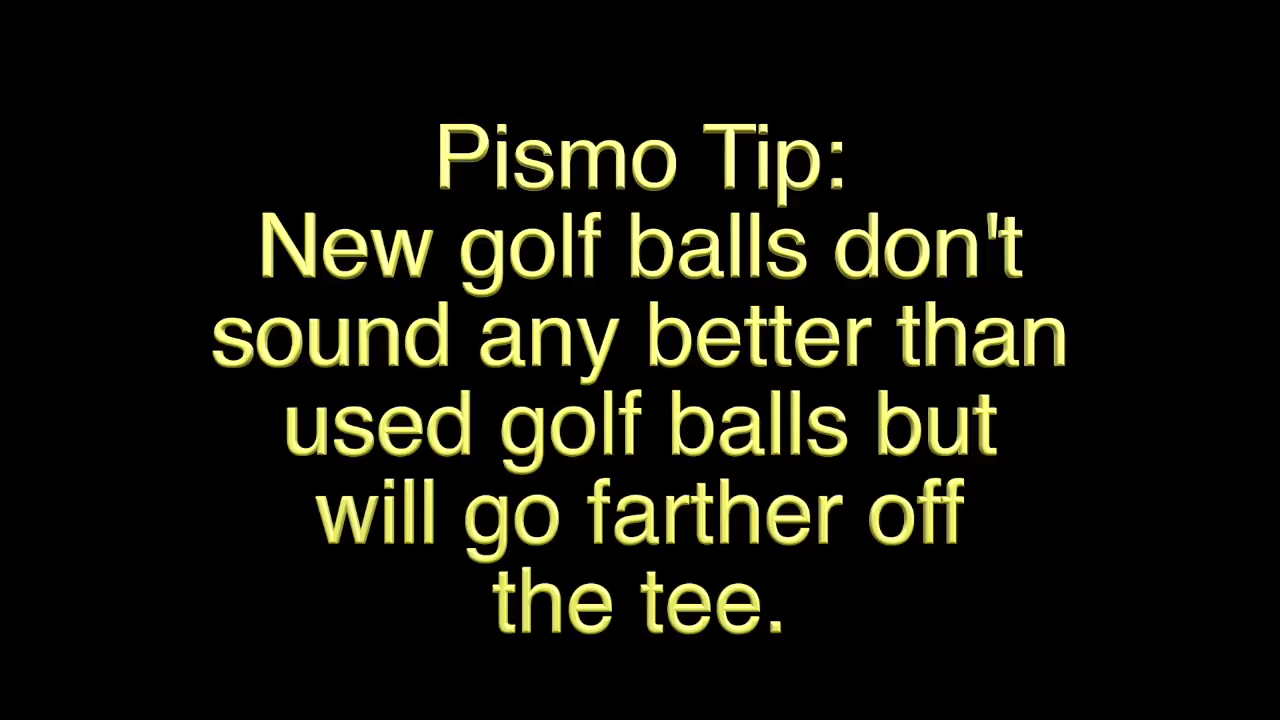 Pismo Tip:
New golf balls don't
sound any better than
used golf balls but
will go farther off
the tee.